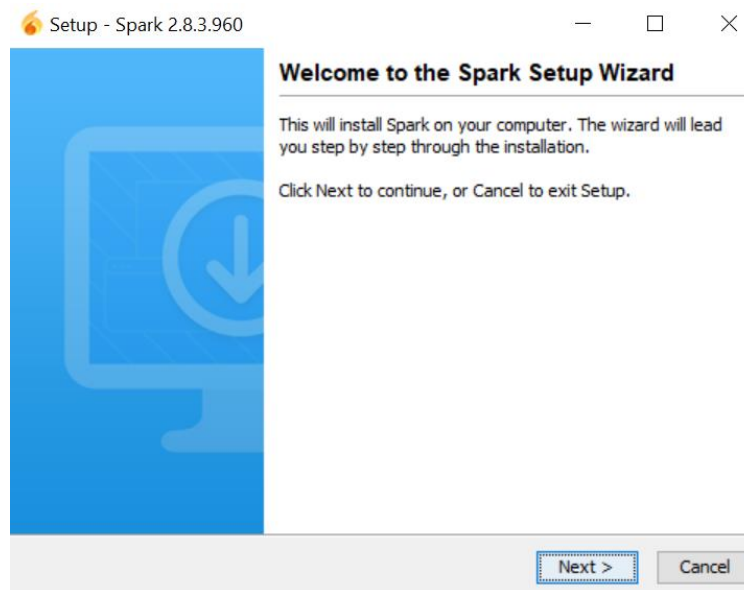 Setup - Spark 2.8.3.960
Welcome to the Spark Setup Wizard
This will install Spark on your computer. The wizard will lead
you step by step through the installation.
Click Next to continue, or Cancel to exit Setup.
Next >
Cancel